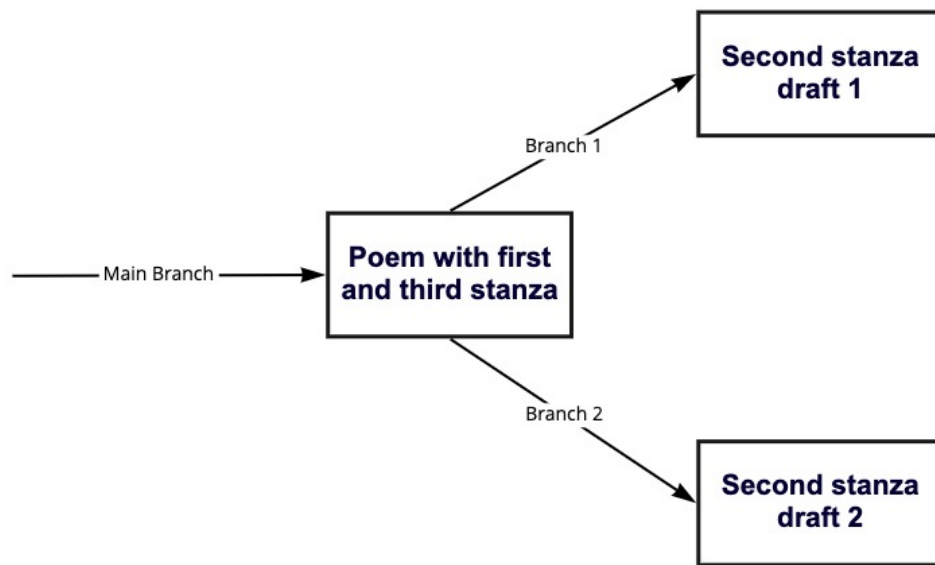 Second stanza
draft 1
Branch 1
Main Branch
Poem with first
and third stanza
Branch 2
Second stanza
draft 2